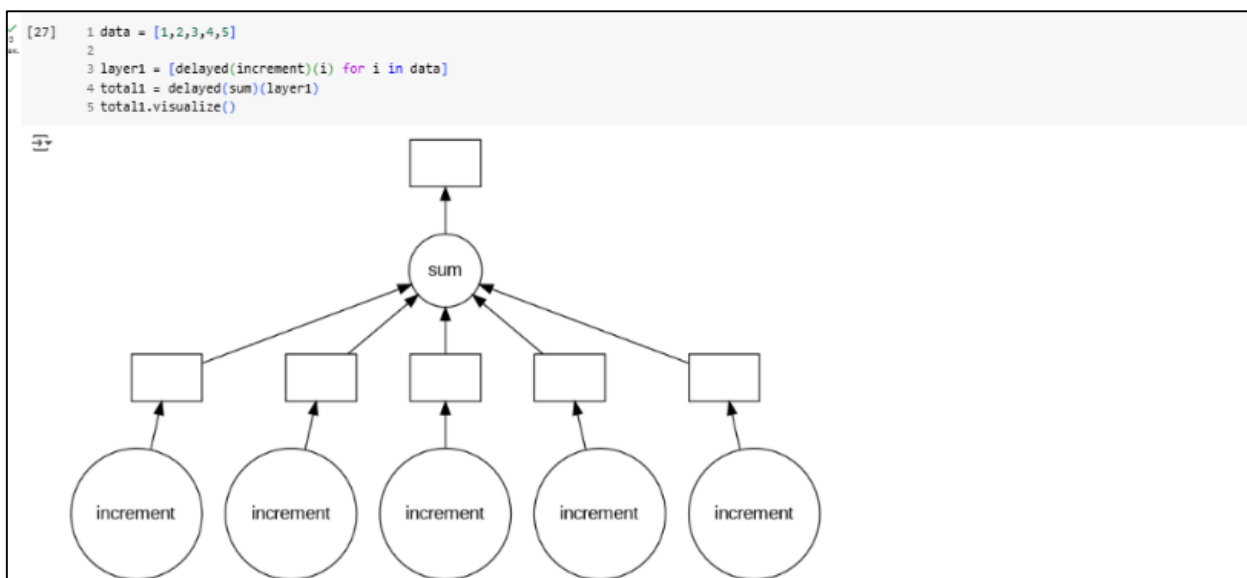 [27]
1 data = [1,2,3,4,5]
2
3 layer1 = [delayed(increment)(i) for i in data]
4 total1 = delayed(sum)(layer1)
5 total1.visualize()
sum
increment increment increment increment increment